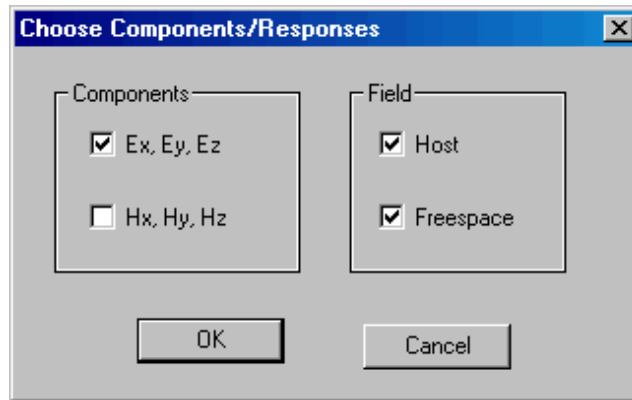 Choose Components/Responses
Components
Ex, Ey, Ez
Hx, Hy, Hz
Field
Host
Freespace
OK
Cancel